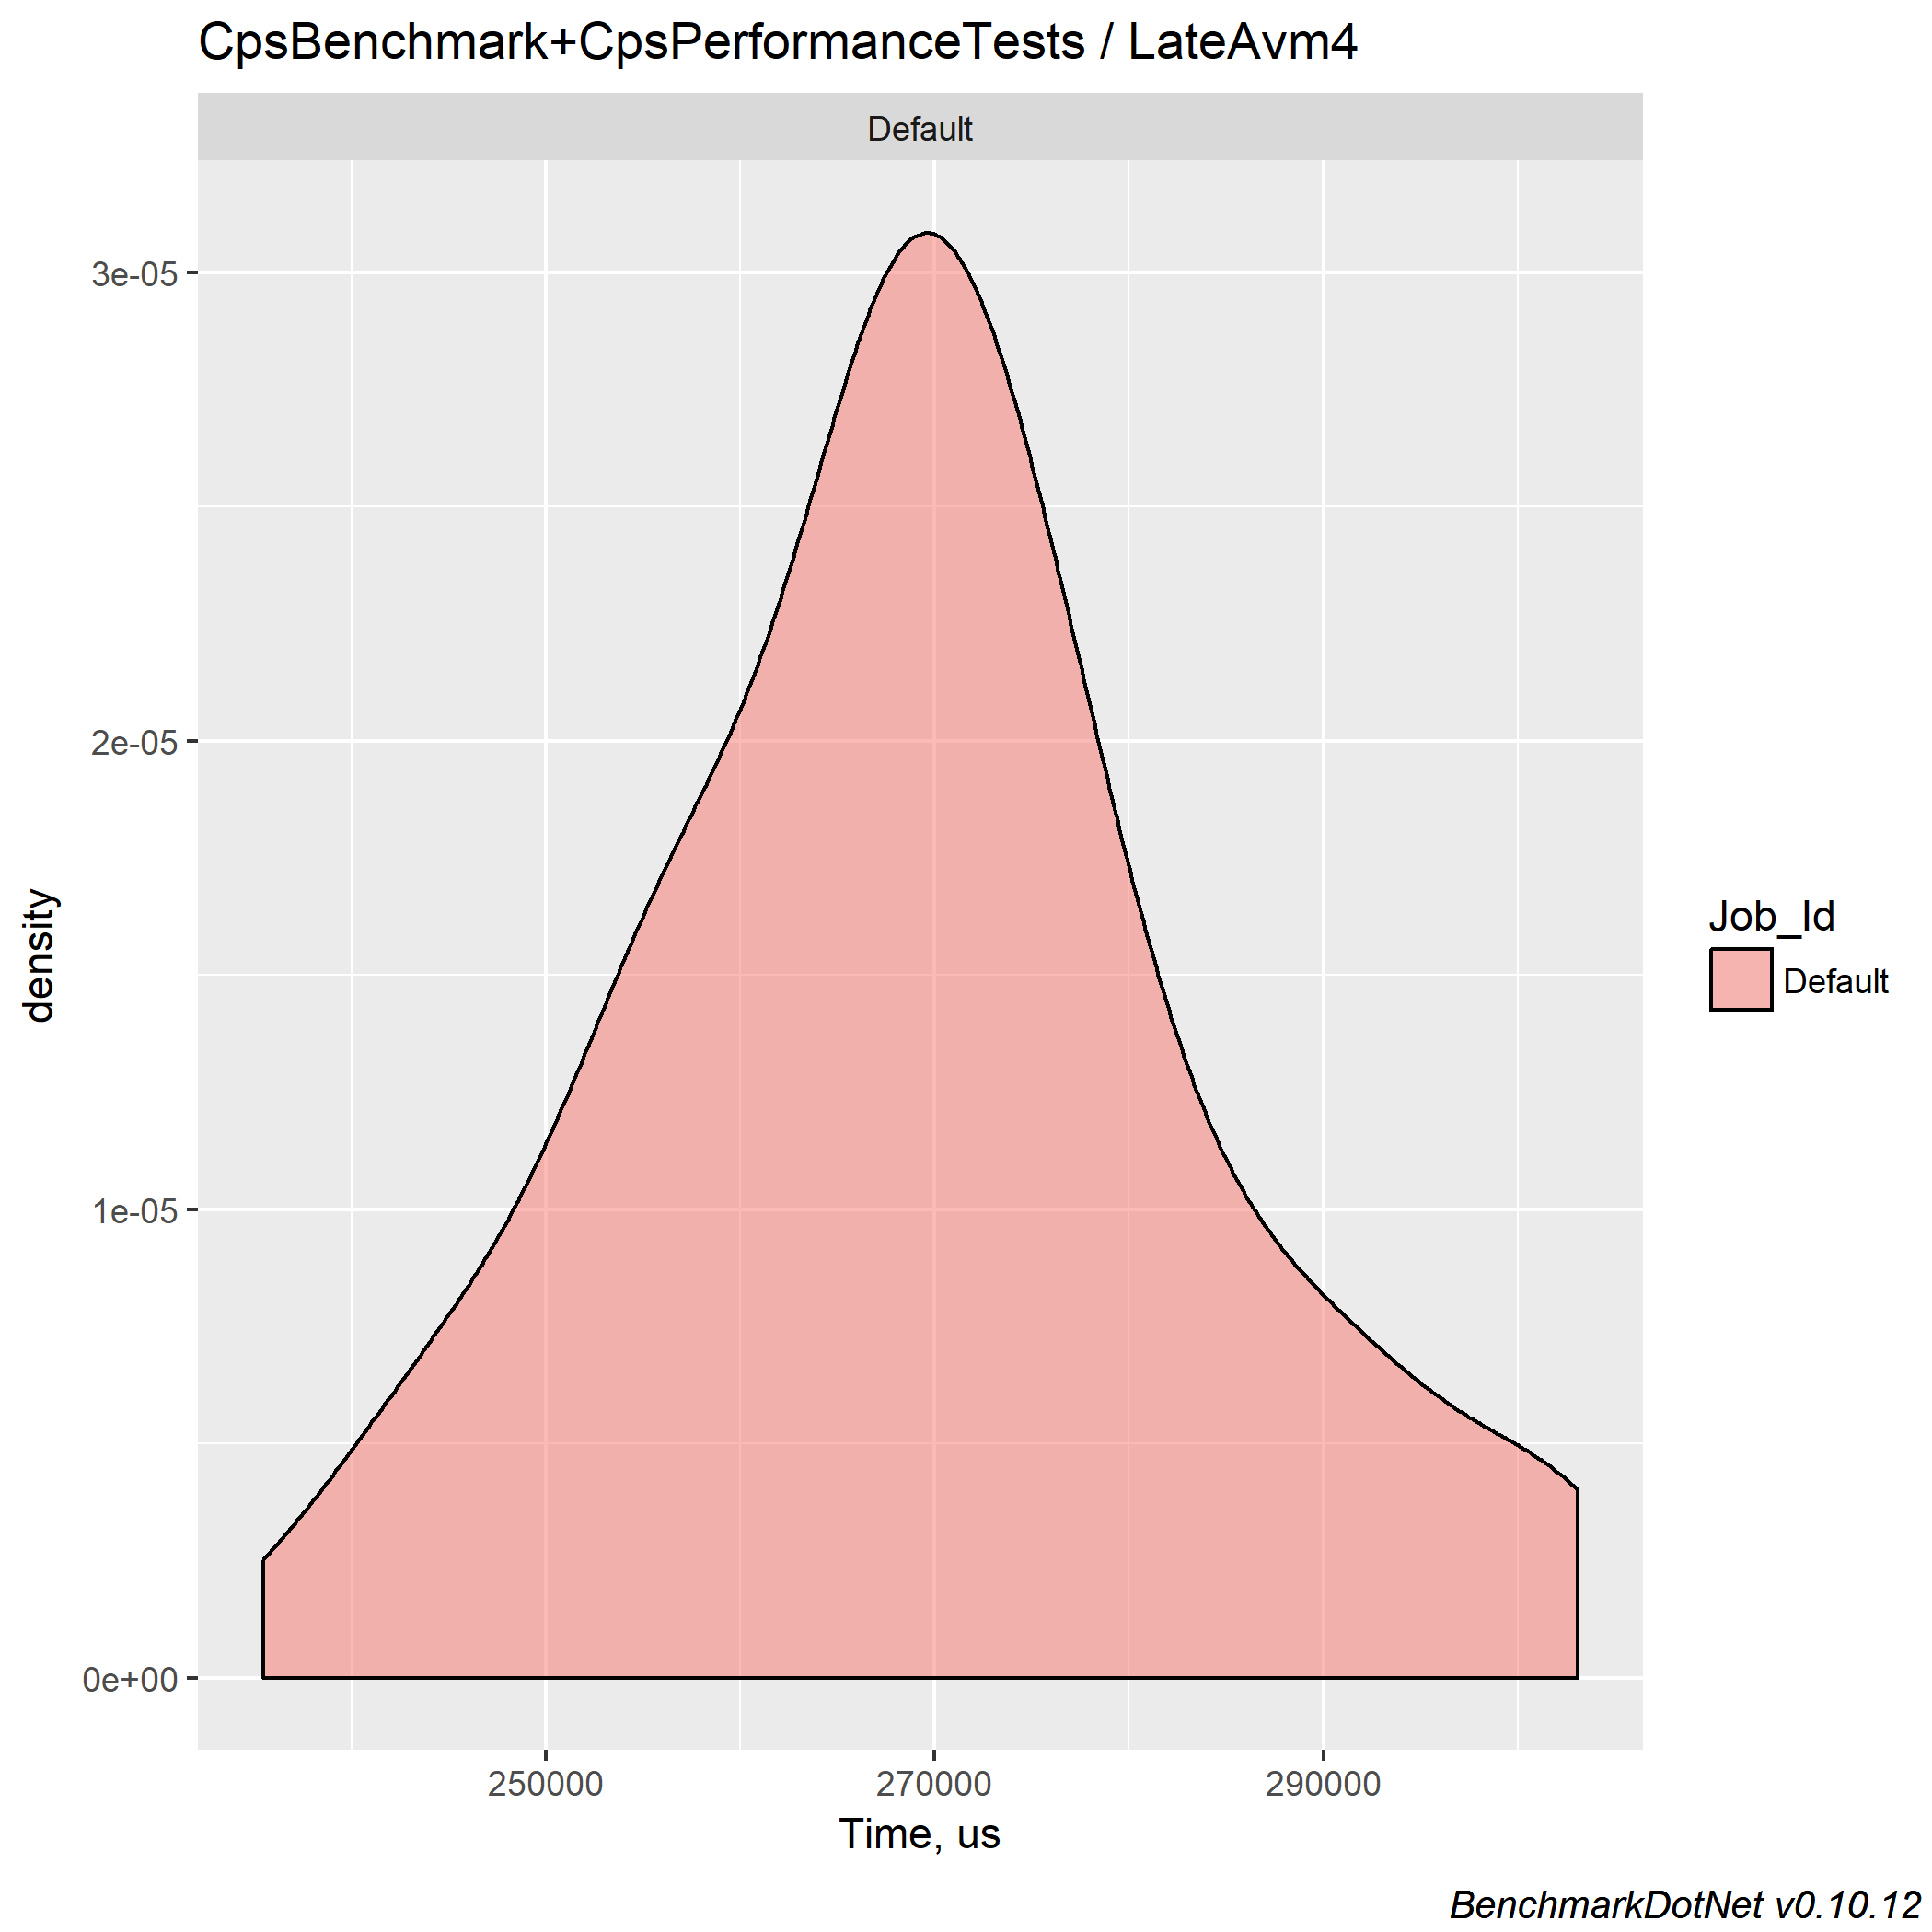 CpsBenchmark+CpsPerformanceTests / LateAvm4
Default
3e-05
2e-05
1e-05
0e+00
density
250000 270000 290000
Time, us
Job_Id
Default
BenchmarkDotNet v0.10.12